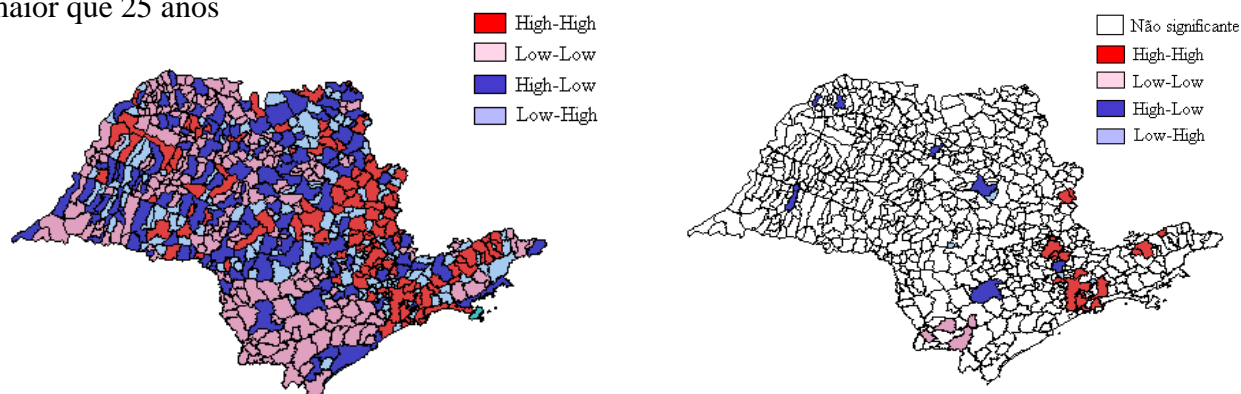 maior que 25 anos
High-High
Low-Low
High-Low
Low-High
Não significante
High-High
Low-Low
High-Low
Low-High